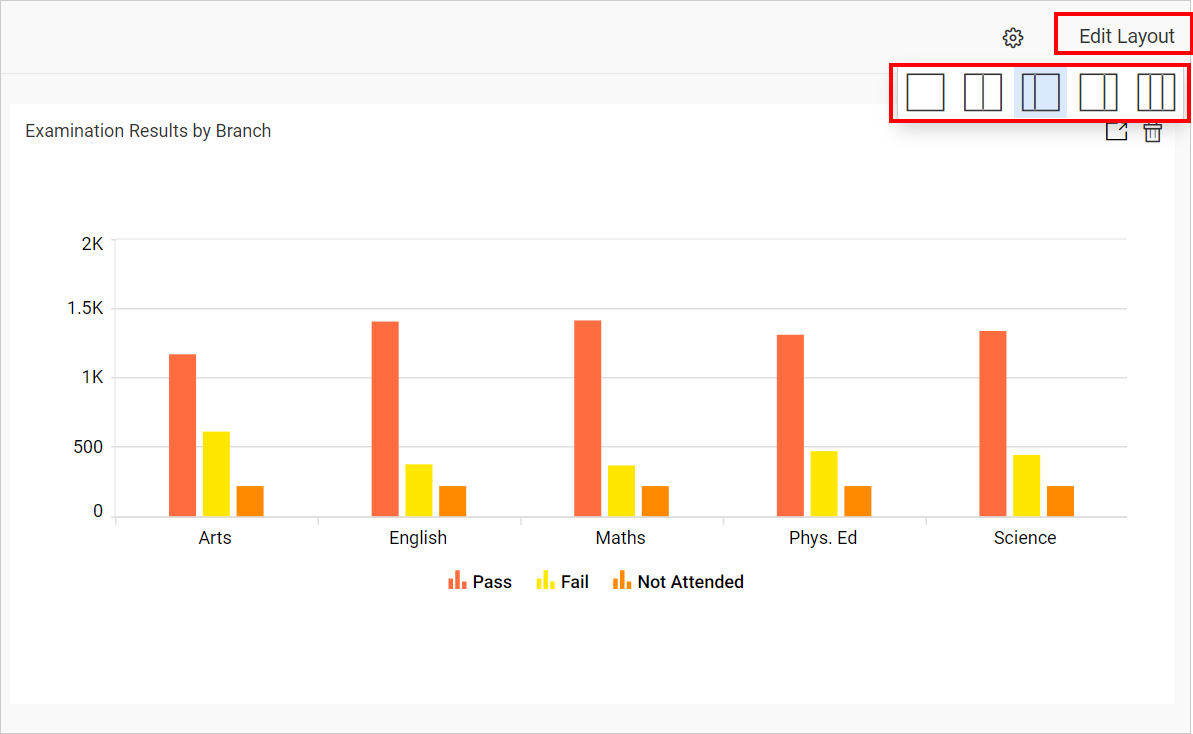 Edit Layout
Examination Results by Branch
2K
1.5K
1K
500
0
Arts English Maths Phys. Ed Science
Pass Fail Not Attended